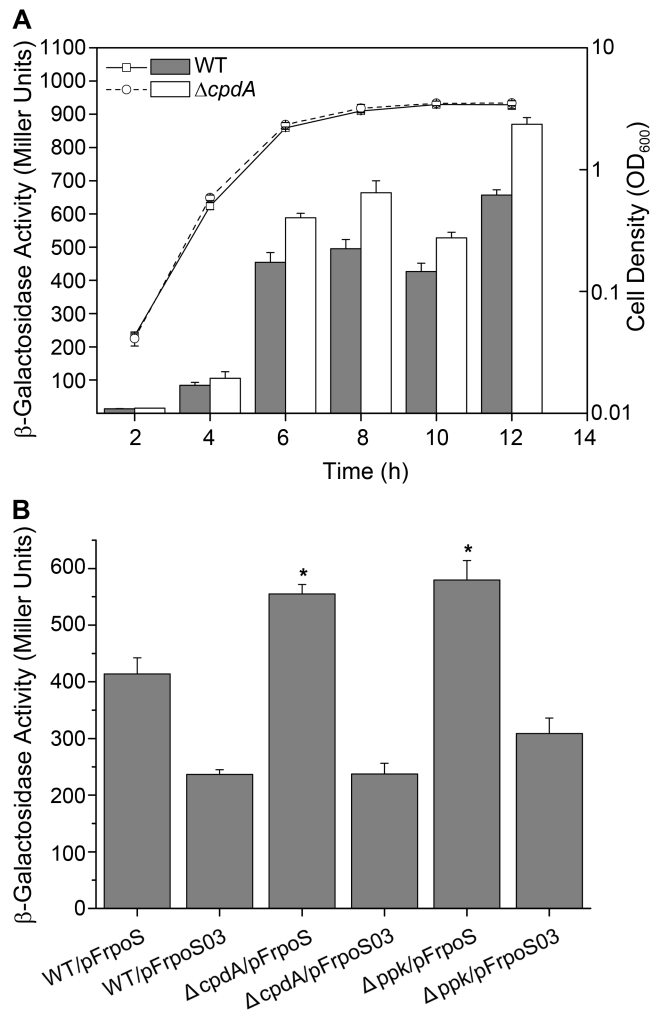 A
β-Galactosidase Activity (Miller Units)
1100
1000
900
800
700
600
500
400
300
200
100
WT
ΔcpdA
10
1
0.1
0.01
Cell Density (OD600)
2 4 6 8 10 12 14
Time (h)
B
β-Galactosidase Activity (Miller Units)
600
500
400
300
200
100
0
* *
WT/pFrpoS
WT/pFrpoS03
ΔcpdA/pFrpoS
ΔcpdA/pFrpoS03
Δppk/pFrpoS
Δppk/pFrpoS03